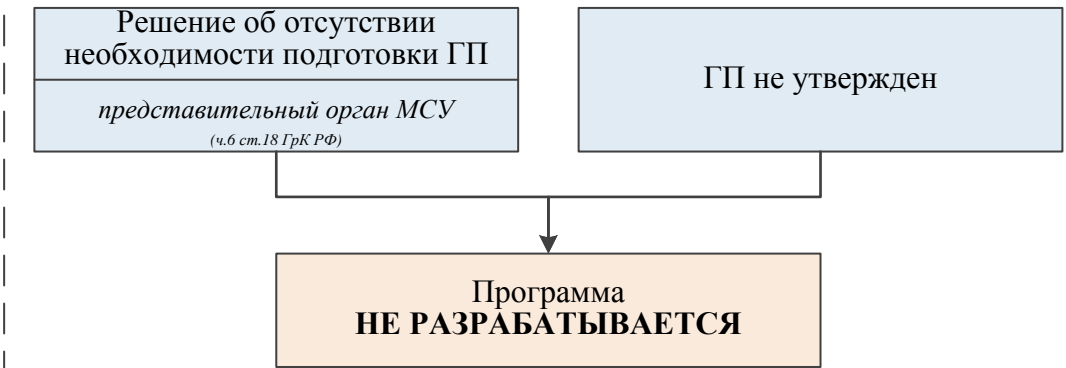 Решение об отсутствии
необходимости подготовки ГП
представительный орган МСУ
(ч.6 ст.18 ГрК РФ)
ГП не утвержден
Программа
НЕ РАЗРАБАТЫВАЕТСЯ